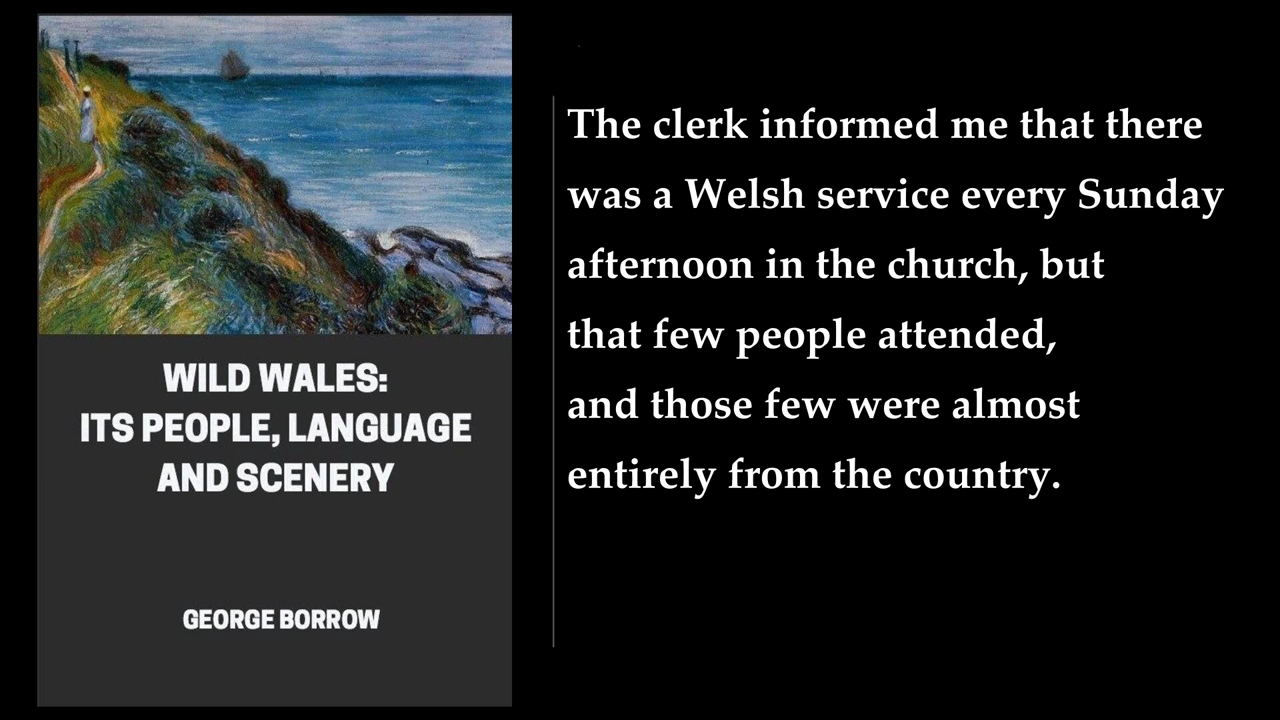 WILD WALES:
ITS PEOPLE, LANGUAGE
AND SCENERY
GEORGE BORROW
The clerk informed me that there
was a Welsh service every Sunday
afternoon in the church, but
that few people attended,
and those few were almost
entirely from the country.